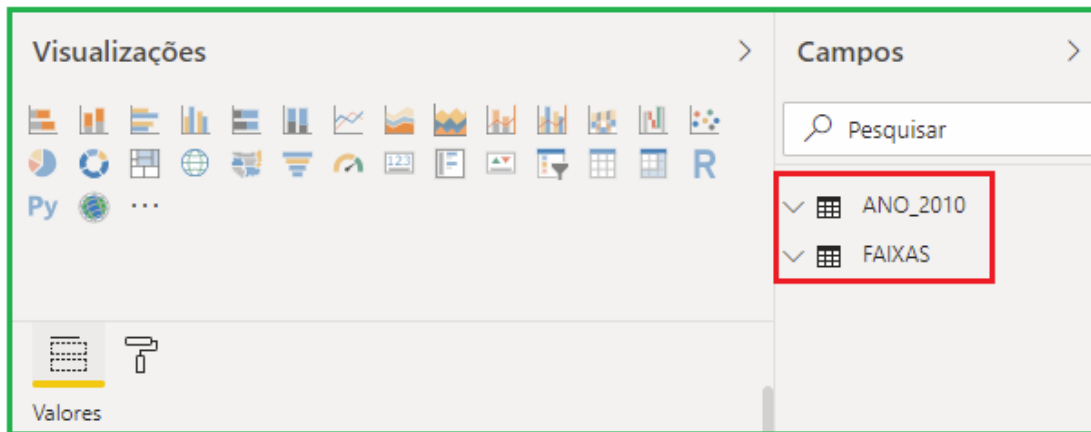 Visualizações
123
R
Py
Valores
Campos
Pesquisar
ANO_2010
FAIXAS